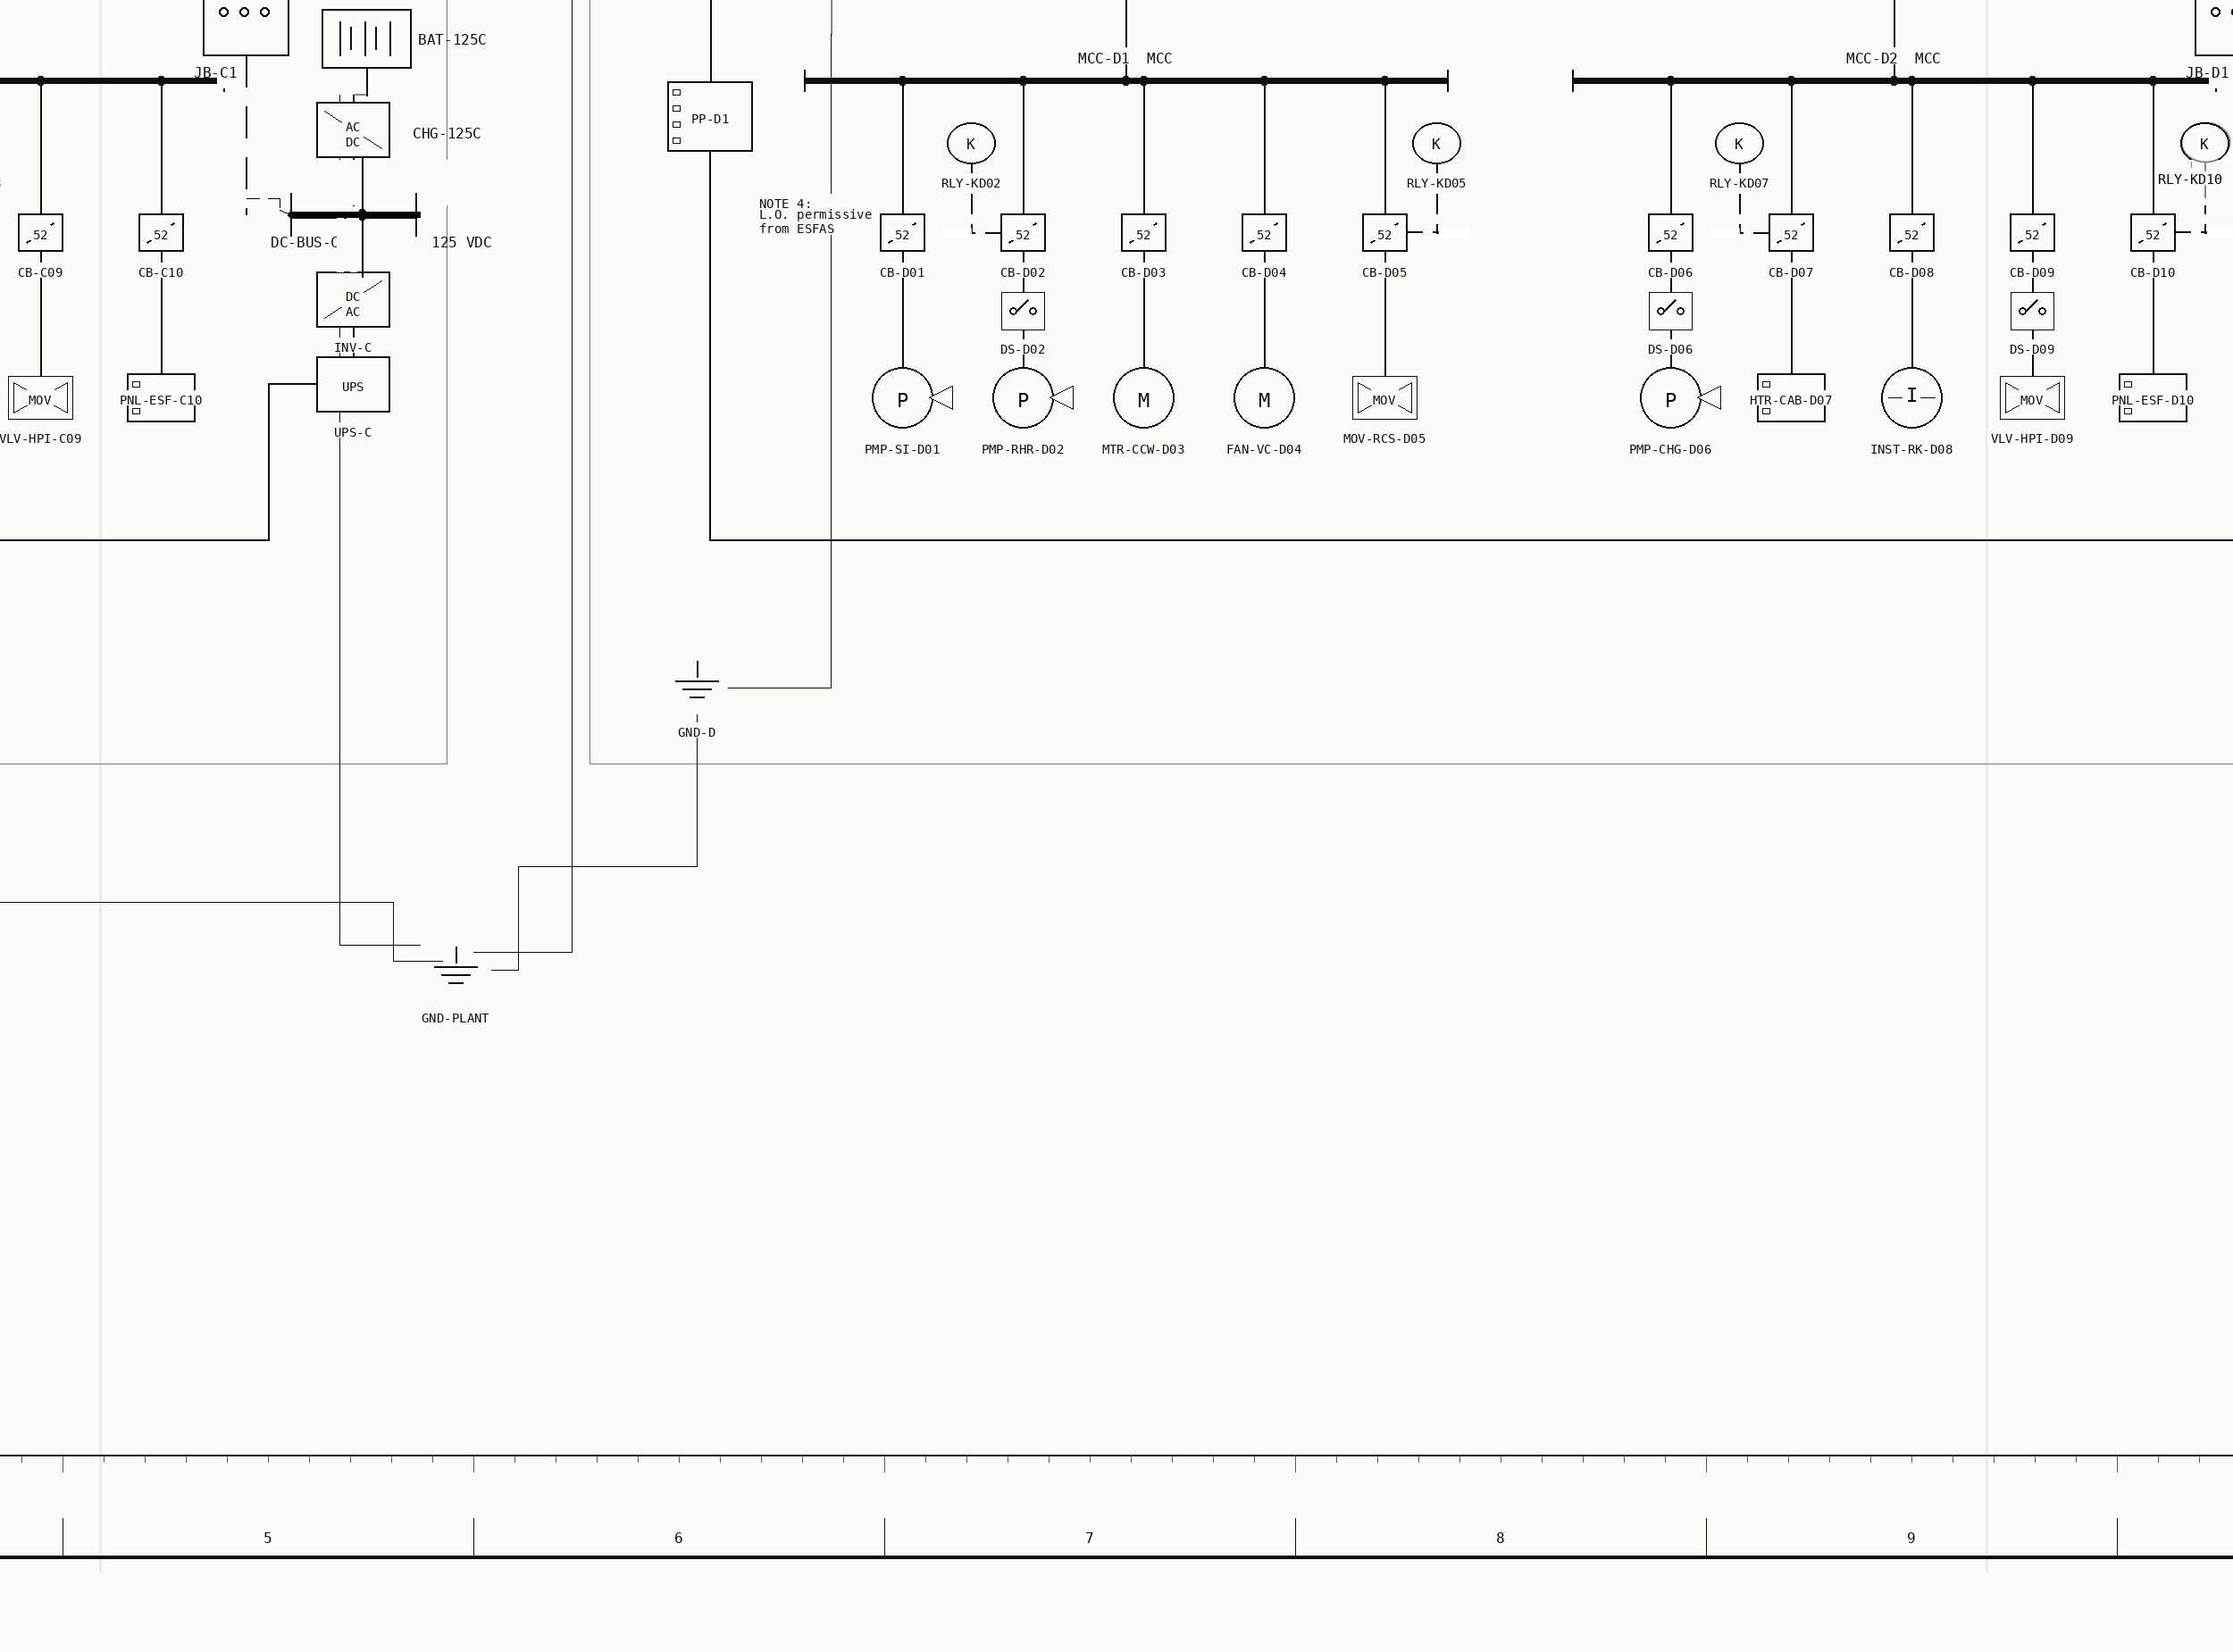 BAT-125C
MCC-D1 MCC
MCC-D2 MCC
JB-C1
JB-D1
PP-D1
AC
DC
CHG-125C
K
K
K
K
RLY-KD02
RLY-KD05
RLY-KD07
RLY-KD10
NOTE 4:
L.O. permissive
from ESFAS
52
52
52
52
52
52
52
52
52
52
52
52
DC-BUS-C
125 VDC
CB-C09
CB-C10
CB-D01
CB-D02
CB-D03
CB-D04
CB-D05
CB-D06
CB-D07
CB-D08
CB-D09
CB-D10
DC
AC
INV-C
DS-D02
DS-D06
DS-D09
UPS
MOV
PNL-ESF-C10
P
P
M
M
MOV
P
HTR-CAB-D07
I
MOV
PNL-ESF-D10
UPS-C
VLV-HPI-C09
PMP-SI-D01
PMP-RHR-D02
MTR-CCW-D03
FAN-VC-D04
MOV-RCS-D05
PMP-CHG-D06
INST-RK-D08
VLV-HPI-D09
GND-D
GND-PLANT
5
6
7
8
9